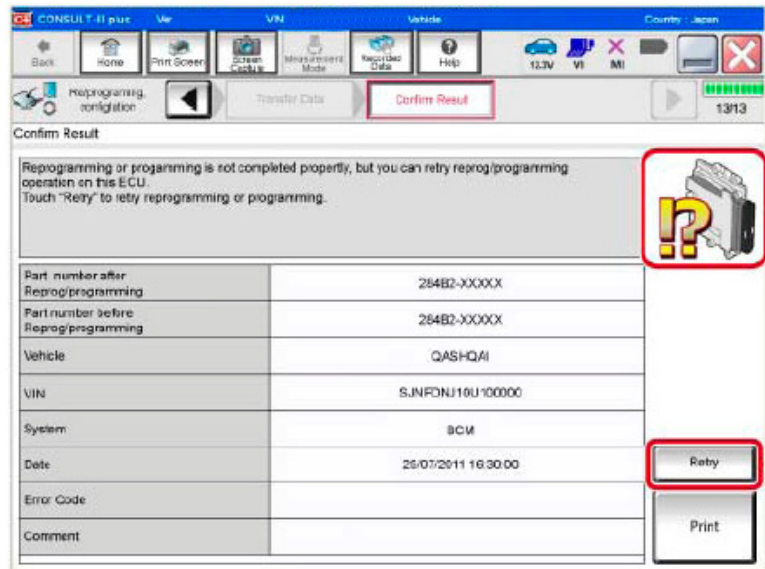 CONSULT-III plus Ver VIN Vehicle Country : Japan
Back Home Print Screen Screen Capture Measurement Mode Recorded Data Help 12.3V VI MI
Reprogramming, configuration Transfer Data Confirm Result 13/13
Confirm Result
Reprogramming or progamming is not completed propertly, but you can retry reprog/programming
operation on this ECU.
Touch "Retry" to retry reprogramming or programming.
!?
Part number after
Reprog/programming
284B2-XXXXX
Part number before
Reprog/programming
284B2-XXXXX
Vehicle QASHQAI
VIN SJNFDNJ10U100000
System BCM
Date 26/07/2011 16:30:00
Retry
Error Code
Comment
Print